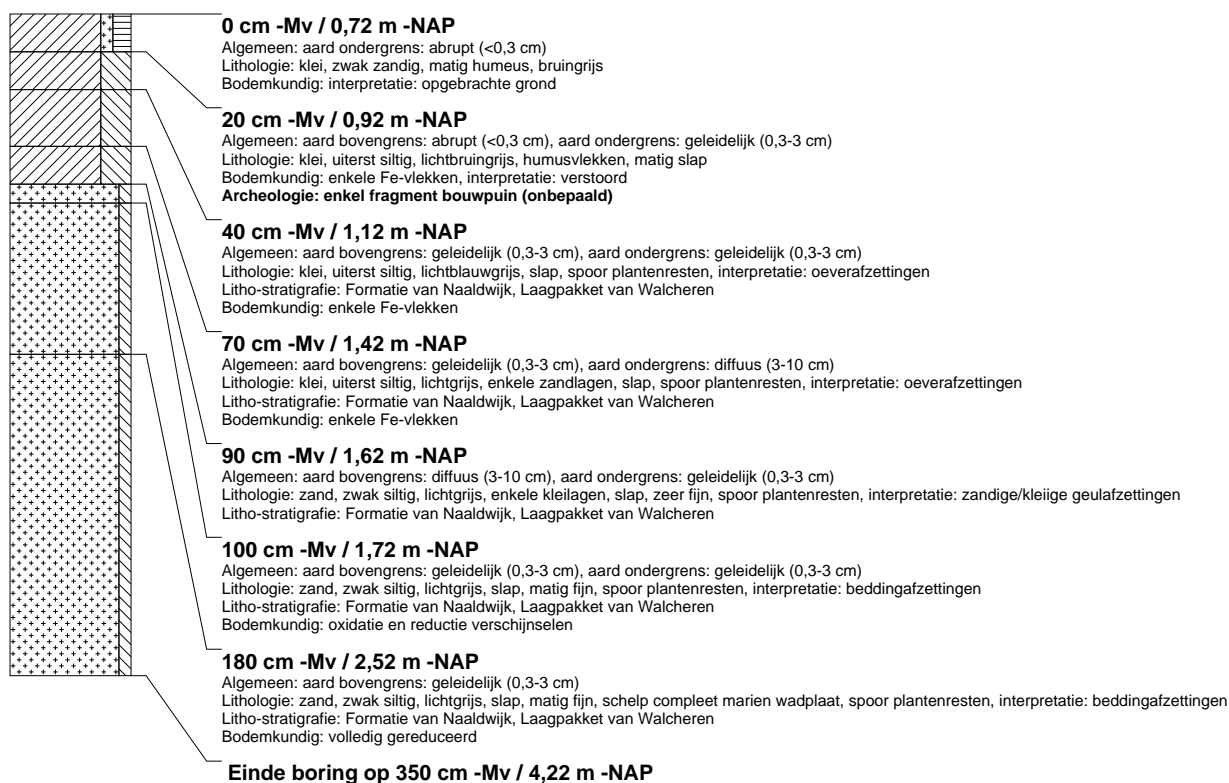 0 cm -Mv / 0,72 m -NAP
Algemeen: aard ondergrens: abrupt (<0,3 cm)
Lithologie: klei, zwak zandig, matig humeus, bruingrijs
Bodemkundig: interpretatie: opgebrachte grond
20 cm -Mv / 0,92 m -NAP
Algemeen: aard bovengrens: abrupt (<0,3 cm), aard ondergrens: geleidelijk (0,3-3 cm)
Lithologie: klei, uiterst siltig, lichtbruingrijs, humusvlekken, matig slap
Bodemkundig: enkele Fe-vlekken, interpretatie: verstoord
Archeologie: enkel fragment bouwpuin (onbepaald)
40 cm -Mv / 1,12 m -NAP
Algemeen: aard bovengrens: geleidelijk (0,3-3 cm), aard ondergrens: geleidelijk (0,3-3 cm)
Lithologie: klei, uiterst siltig, lichtblauwgrijs, slap, spoor plantenresten, interpretatie: oeverafzettingen
Litho-stratigrafie: Formatie van Naaldwijk, Laagpakket van Walcheren
Bodemkundig: enkele Fe-vlekken
70 cm -Mv / 1,42 m -NAP
Algemeen: aard bovengrens: geleidelijk (0,3-3 cm), aard ondergrens: diffuus (3-10 cm)
Lithologie: klei, uiterst siltig, lichtgrijs, enkele zandlagen, slap, spoor plantenresten, interpretatie: oeverafzettingen
Litho-stratigrafie: Formatie van Naaldwijk, Laagpakket van Walcheren
Bodemkundig: enkele Fe-vlekken
90 cm -Mv / 1,62 m -NAP
Algemeen: aard bovengrens: diffuus (3-10 cm), aard ondergrens: geleidelijk (0,3-3 cm)
Lithologie: zand, zwak siltig, lichtgrijs, enkele kleilagen, slap, zeer fijn, spoor plantenresten, interpretatie: zandige/kleiige geulafzettingen
Litho-stratigrafie: Formatie van Naaldwijk, Laagpakket van Walcheren
100 cm -Mv / 1,72 m -NAP
Algemeen: aard bovengrens: geleidelijk (0,3-3 cm), aard ondergrens: geleidelijk (0,3-3 cm)
Lithologie: zand, zwak siltig, lichtgrijs, slap, matig fijn, spoor plantenresten, interpretatie: beddingafzettingen
Litho-stratigrafie: Formatie van Naaldwijk, Laagpakket van Walcheren
Bodemkundig: oxidatie en reductie verschijnselen
180 cm -Mv / 2,52 m -NAP
Algemeen: aard bovengrens: geleidelijk (0,3-3 cm)
Lithologie: zand, zwak siltig, lichtgrijs, slap, matig fijn, schelp compleet marien wadplaat, spoor plantenresten, interpretatie: beddingafzettingen
Litho-stratigrafie: Formatie van Naaldwijk, Laagpakket van Walcheren
Bodemkundig: volledig gereduceerd
Einde boring op 350 cm -Mv / 4,22 m -NAP